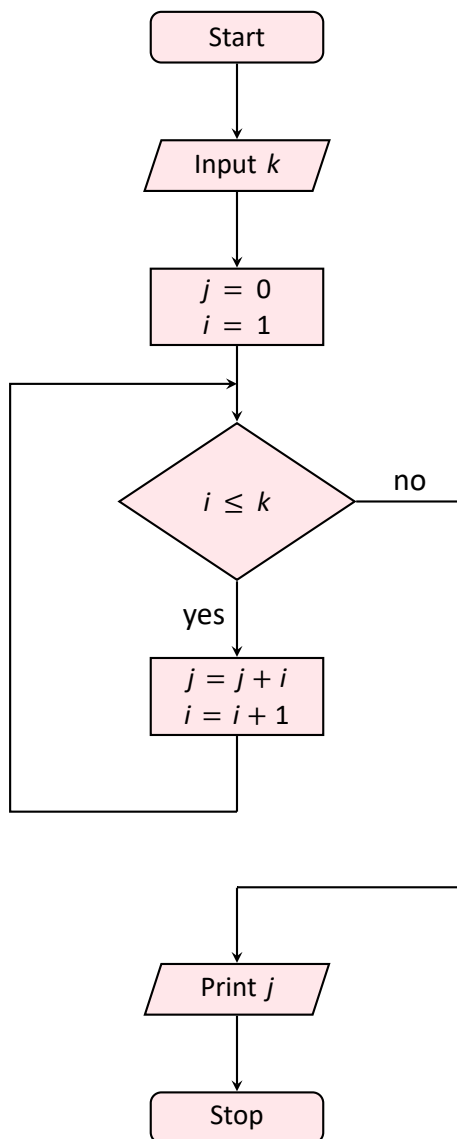 Start
Input k
j = 0
i = 1
i ≤ k
no
yes
j = j + i
i = i + 1
Print j
Stop